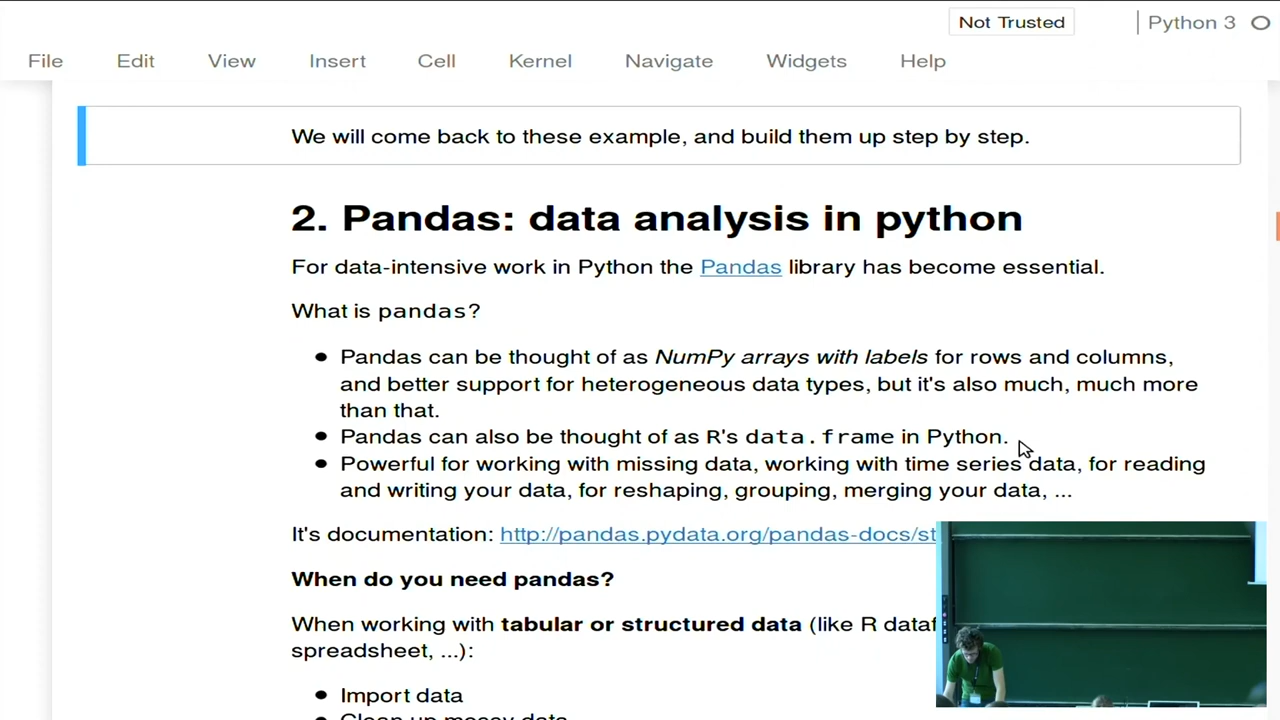 Not Trusted
Python 3
File Edit View Insert Cell Kernel Navigate Widgets Help
We will come back to these example, and build them up step by step.
2. Pandas: data analysis in python
For data-intensive work in Python the Pandas library has become essential.
What is pandas?
Pandas can be thought of as NumPy arrays with labels for rows and columns,
and better support for heterogeneous data types, but it's also much, much more
than that.
Pandas can also be thought of as R's data.frame in Python.
Powerful for working with missing data, working with time series data, for reading
and writing your data, for reshaping, grouping, merging your data, ...
It's documentation: http://pandas.pydata.org/pandas-docs/st
When do you need pandas?
When working with tabular or structured data (like R dataf
spreadsheet, ...):
Import data
Clean up messy data